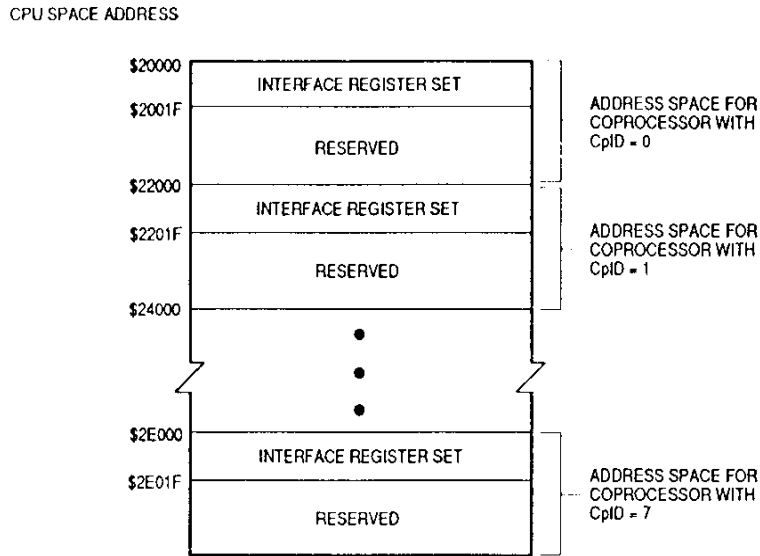 CPU SPACE ADDRESS
$20000
INTERFACE REGISTER SET
$2001F
RESERVED
ADDRESS SPACE FOR
COPROCESSOR WITH
CpID = 0
$22000
INTERFACE REGISTER SET
$2201F
RESERVED
ADDRESS SPACE FOR
COPROCESSOR WITH
CpID = 1
$24000
$2E000
INTERFACE REGISTER SET
$2E01F
RESERVED
ADDRESS SPACE FOR
COPROCESSOR WITH
CpID = 7